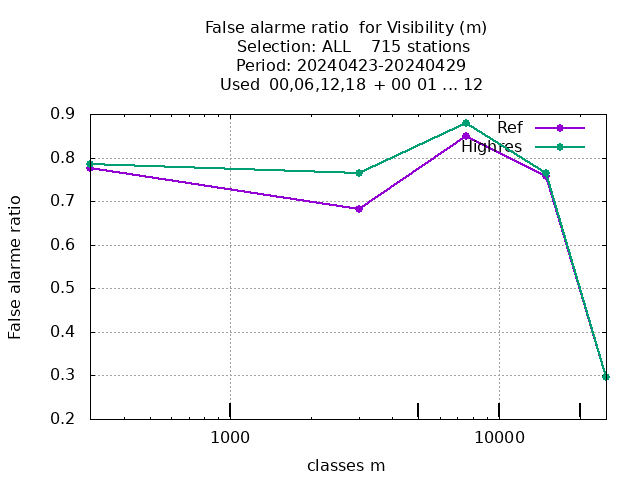 False alarme ratio  for Visibility (m)
Selection: ALL    715 stations
Period: 20240423-20240429
Used  00,06,12,18  + 00 01 ... 12
0.9
Ref
Highres
0.8
0.7
0.6
0.5
0.4
0.3
0.2
False alarme ratio
1000
10000
classes m